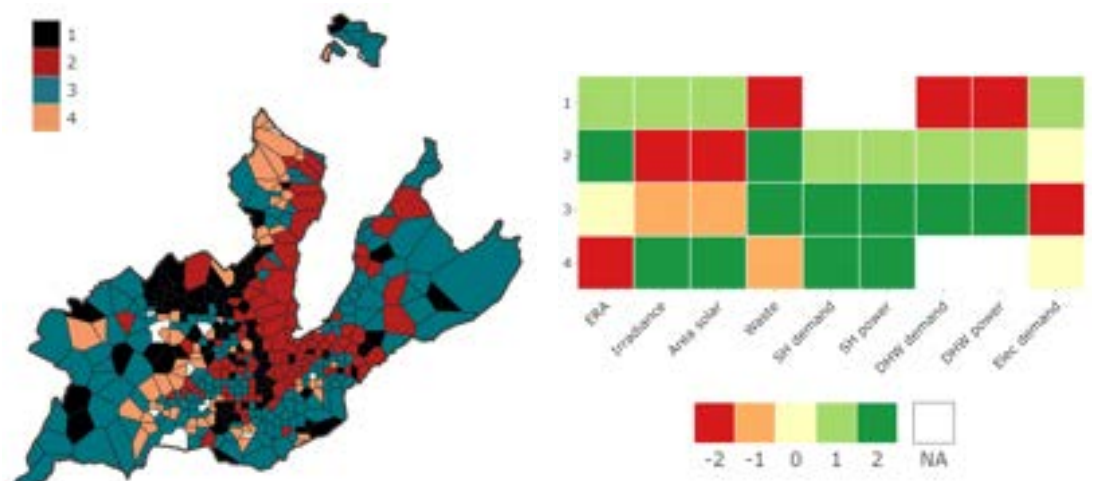 1
2
3
4
1
2
3
4
ERA
Irradiance
Area solar
Waste
SH demand
SH power
DHW demand
DHW power
Elec demand
-2 -1 0 1 2 NA